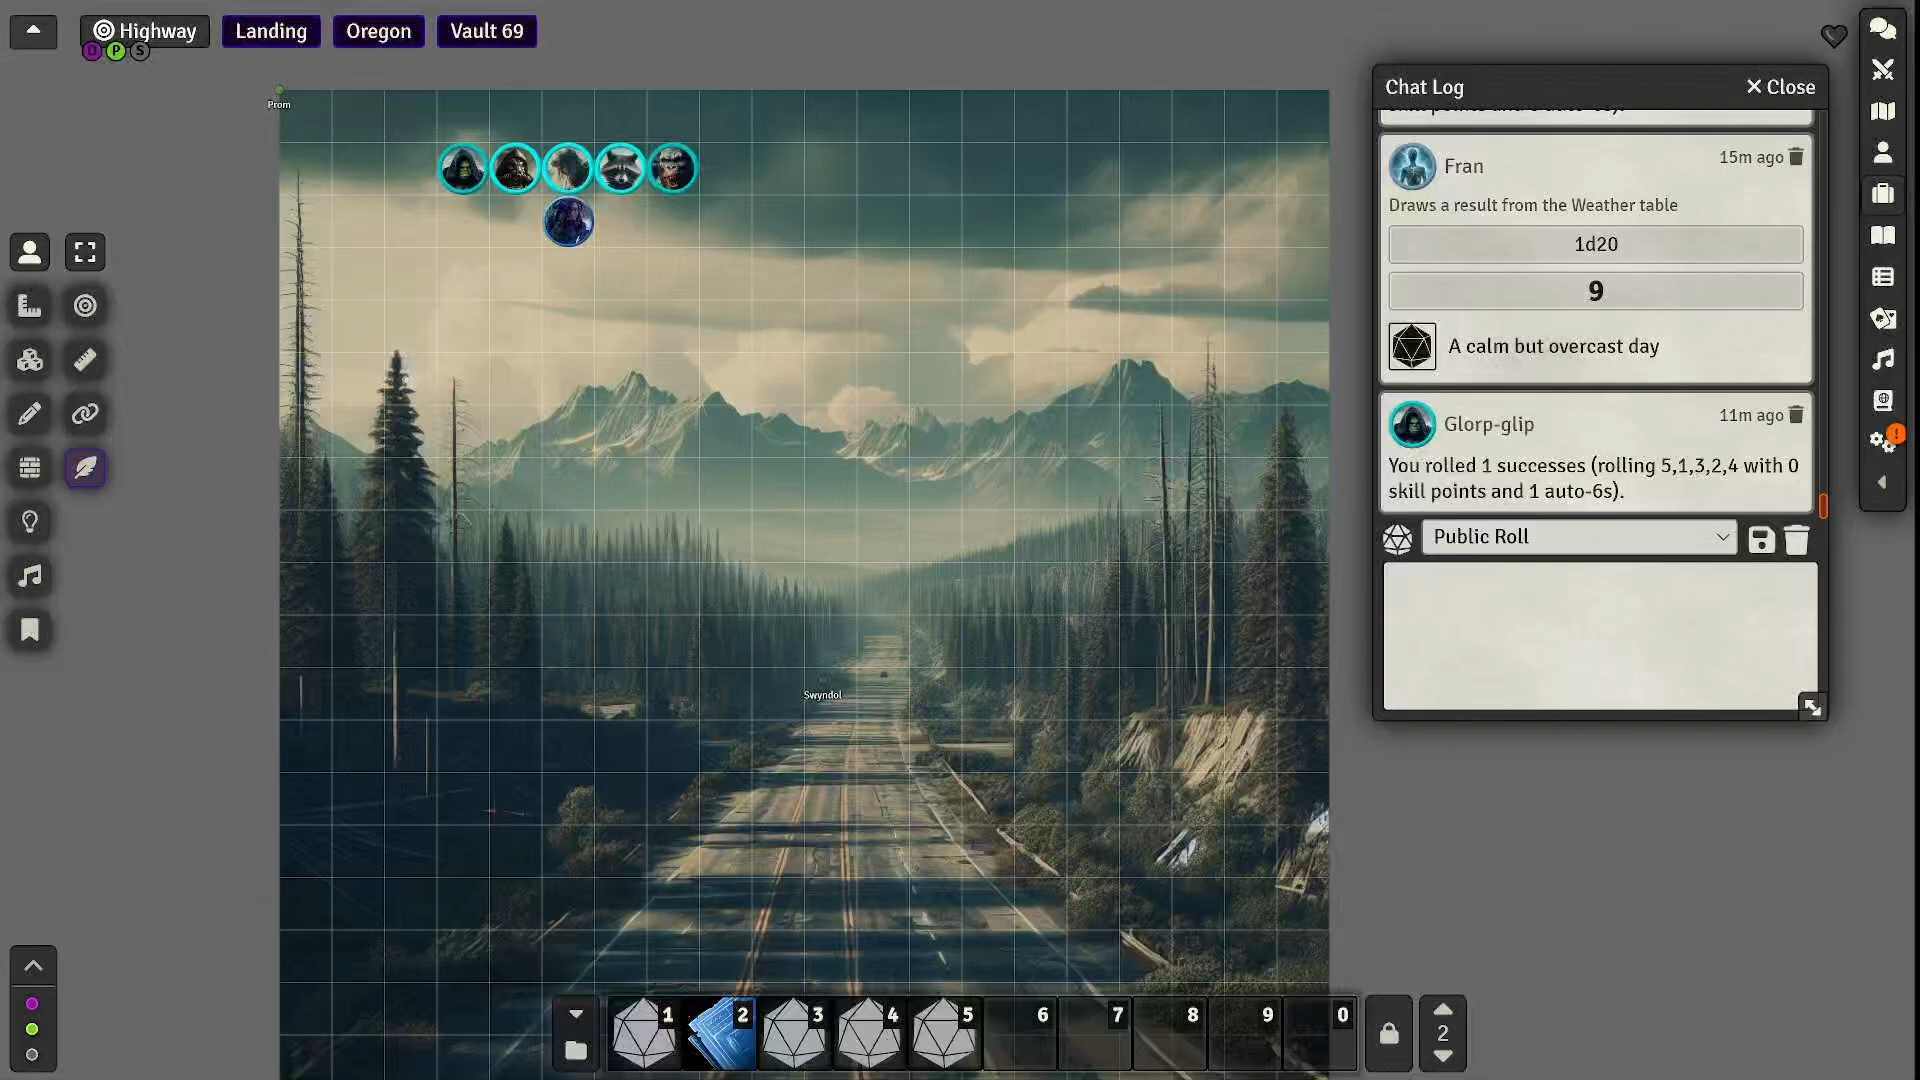 Highway
Landing
Oregon
Vault 69
D
P
S
Prom
Swyndol
Chat Log
Close
Fran
15m ago
Draws a result from the Weather table
1d20
9
A calm but overcast day
Glorp-glip
11m ago
You rolled 1 successes (rolling 5,1,3,2,4 with 0
skill points and 1 auto-6s).
Public Roll
1
2
3
4
5
6
7
8
9
0
2